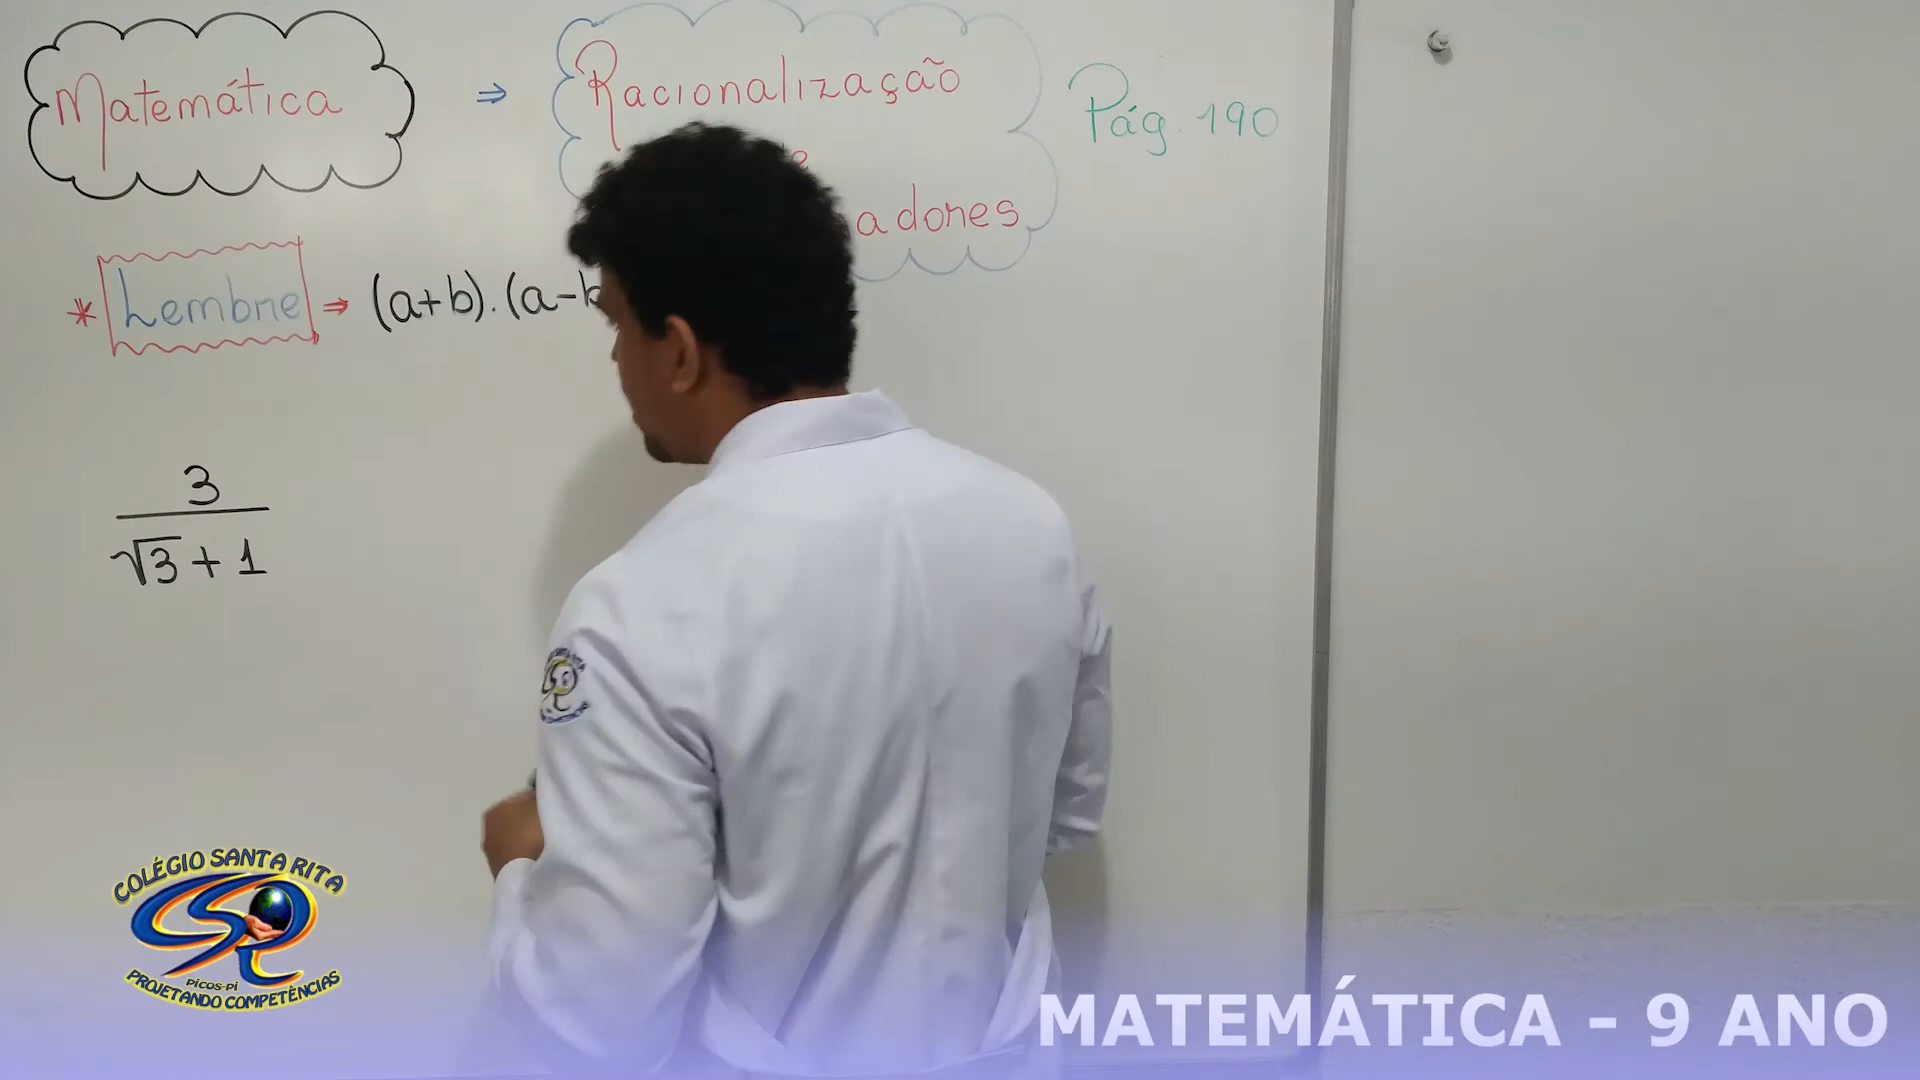 Matemática ⇒ Racionalização Pág. 190
adores
* Lembre ⇒ (a+b).(a-b
3
√3 + 1
COLÉGIO SANTA RITA
PICOS-PI
PROJETANDO COMPETÊNCIAS
MATEMÁTICA - 9 ANO